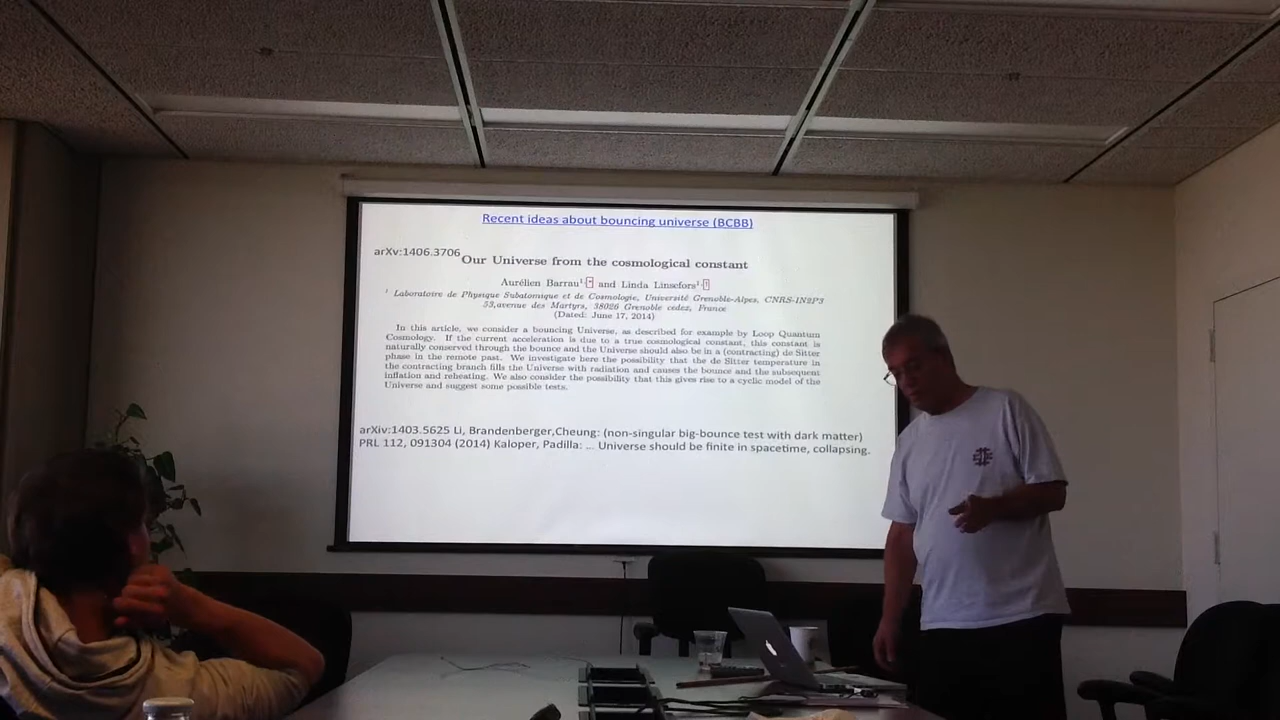 Recent ideas about bouncing universe (BCBB)
arXv:1406.3706
Our Universe from the cosmological constant
Aurélien Barrau¹,* and Linda Linsefors¹,†
¹ Laboratoire de Physique Subatomique et de Cosmologie, Université Grenoble-Alpes, CNRS-IN2P3
53,avenue des Martyrs, 38026 Grenoble cedex, France
(Dated: June 17, 2014)
In this article, we consider a bouncing Universe, as described for example by Loop Quantum
Cosmology. If the current acceleration is due to a true cosmological constant, this constant is
naturally conserved through the bounce and the Universe should also be in a (contracting) de Sitter
phase in the remote past. We investigate here the possibility that the de Sitter temperature in
the contracting branch fills the Universe with radiation and causes the bounce and the subsequent
inflation and reheating. We also consider the possibility that this gives rise to a cyclic model of the
Universe and suggest some possible tests.
arXiv:1403.5625 Li, Brandenberger,Cheung: (non-singular big-bounce test with dark matter)
PRL 112, 091304 (2014) Kaloper, Padilla: ... Universe should be finite in spacetime, collapsing.